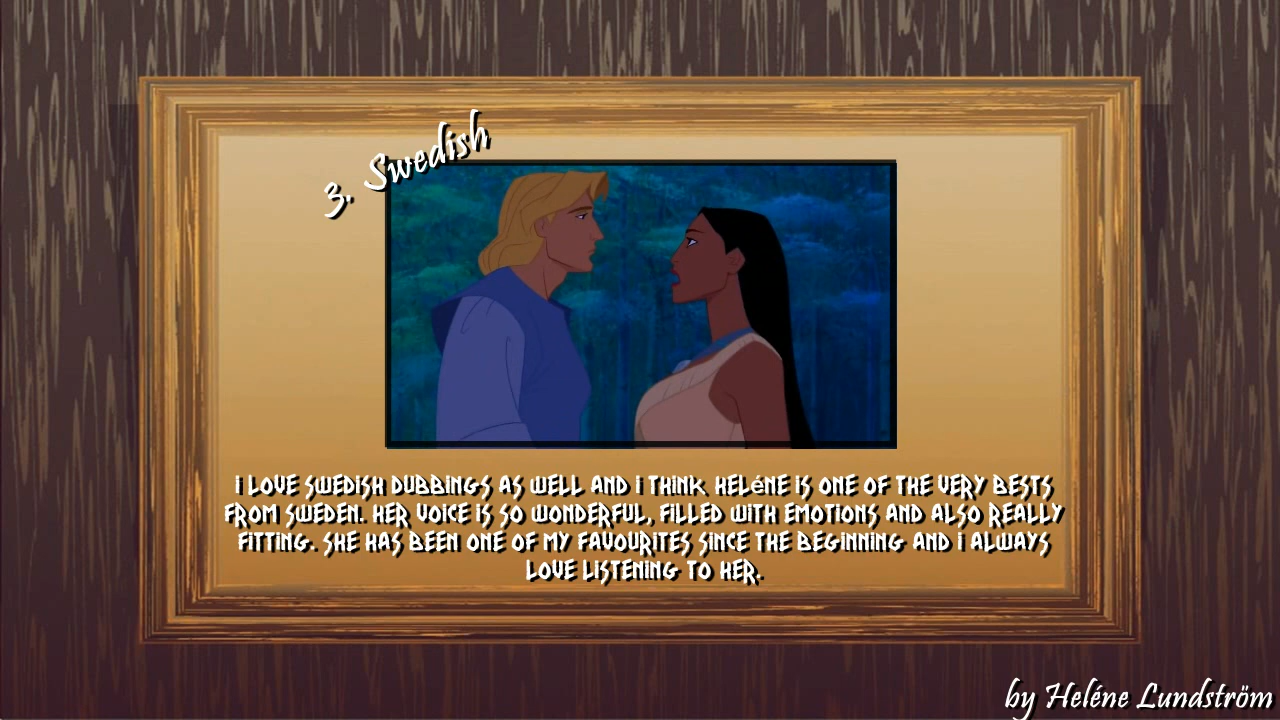 3. Swedish
I LOVE SWEDISH DUBBINGS AS WELL AND I THINK HELéNE IS ONE OF THE VERY BESTS
FROM SWEDEN. HER VOICE IS SO WONDERFUL, FILLED WITH EMOTIONS AND ALSO REALLY
FITTING. SHE HAS BEEN ONE OF MY FAVOURITES SINCE THE BEGINNING AND I ALWAYS
LOVE LISTENING TO HER.
by Heléne Lundström